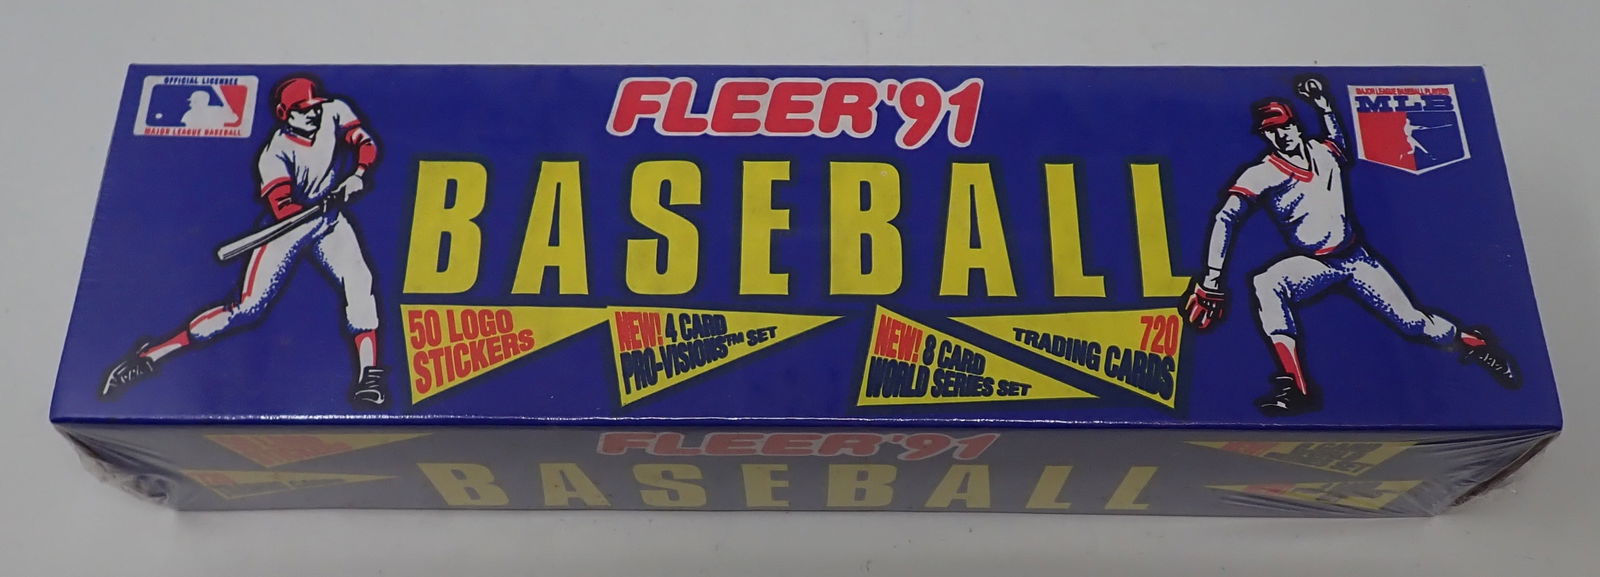 OFFICIAL LICENSEE
MAJOR LEAGUE BASEBALL
FLEER'91
MAJOR LEAGUE BASEBALL PLAYERS
MLB
BASEBALL
50 LOGO
STICKERS
NEW! 4 CARD
PRO-VISIONS™ SET
NEW! 8 CARD
WORLD SERIES SET
720
TRADING CARDS
FLEER'91
BASEBALL